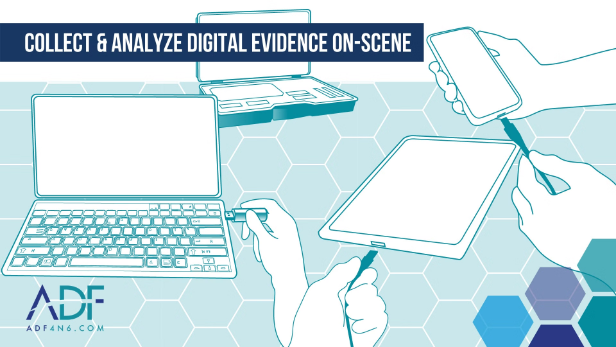 COLLECT & ANALYZE DIGITAL EVIDENCE ON-SCENE
ADF
ADF4N6.COM